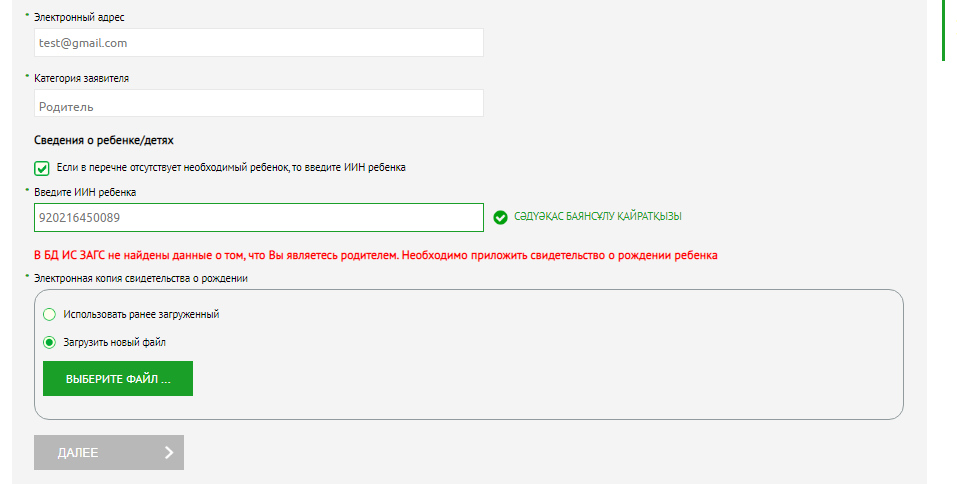 * Электронный адрес
test@gmail.com
* Категория заявителя
Родитель
Сведения о ребенке/детях
Если в перечне отсутствует необходимый ребенок, то введите ИИН ребенка
* Введите ИИН ребенка
920216450089 СӘДУӘҚАС БАЯНСҰЛУ ҚАЙРАТҚЫЗЫ
В БД ИС ЗАГС не найдены данные о том, что Вы являетесь родителем. Необходимо приложить свидетельство о рождении ребенка
* Электронная копия свидетельства о рождении
Использовать ранее загруженный
Загрузить новый файл
ВЫБЕРИТЕ ФАЙЛ ...
ДАЛЕЕ